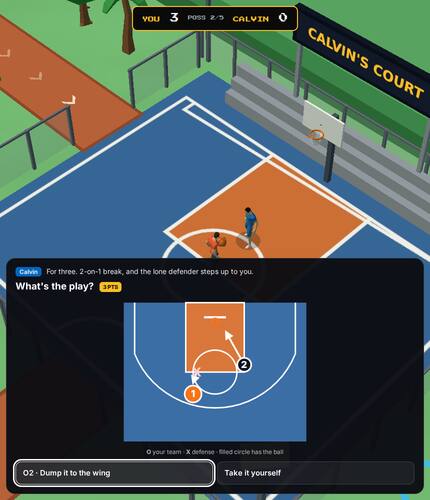 YOU 3 POSS 2/5 CALVIN 0
CALVIN'S COURT
Calvin For three. 2-on-1 break, and the lone defender steps up to you.
What's the play? 3 PTS
2
1
O your team · X defense · filled circle has the ball
O2 · Dump it to the wing
Take it yourself